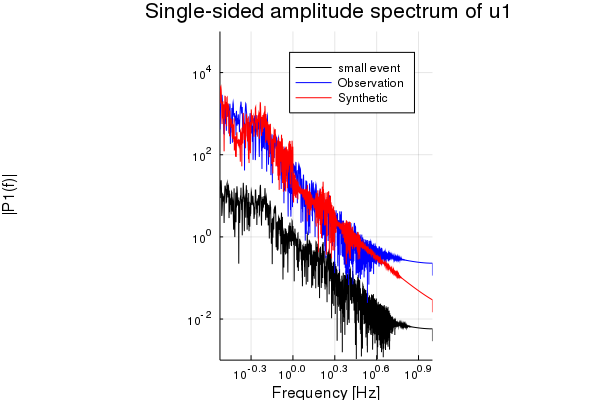 Single-sided amplitude spectrum of u1
small event
Observation
Synthetic
10^4
10^2
10^0
10^-2
|P1(f)|
10^-0.3 10^0.0 10^0.3 10^0.6 10^0.9
Frequency [Hz]